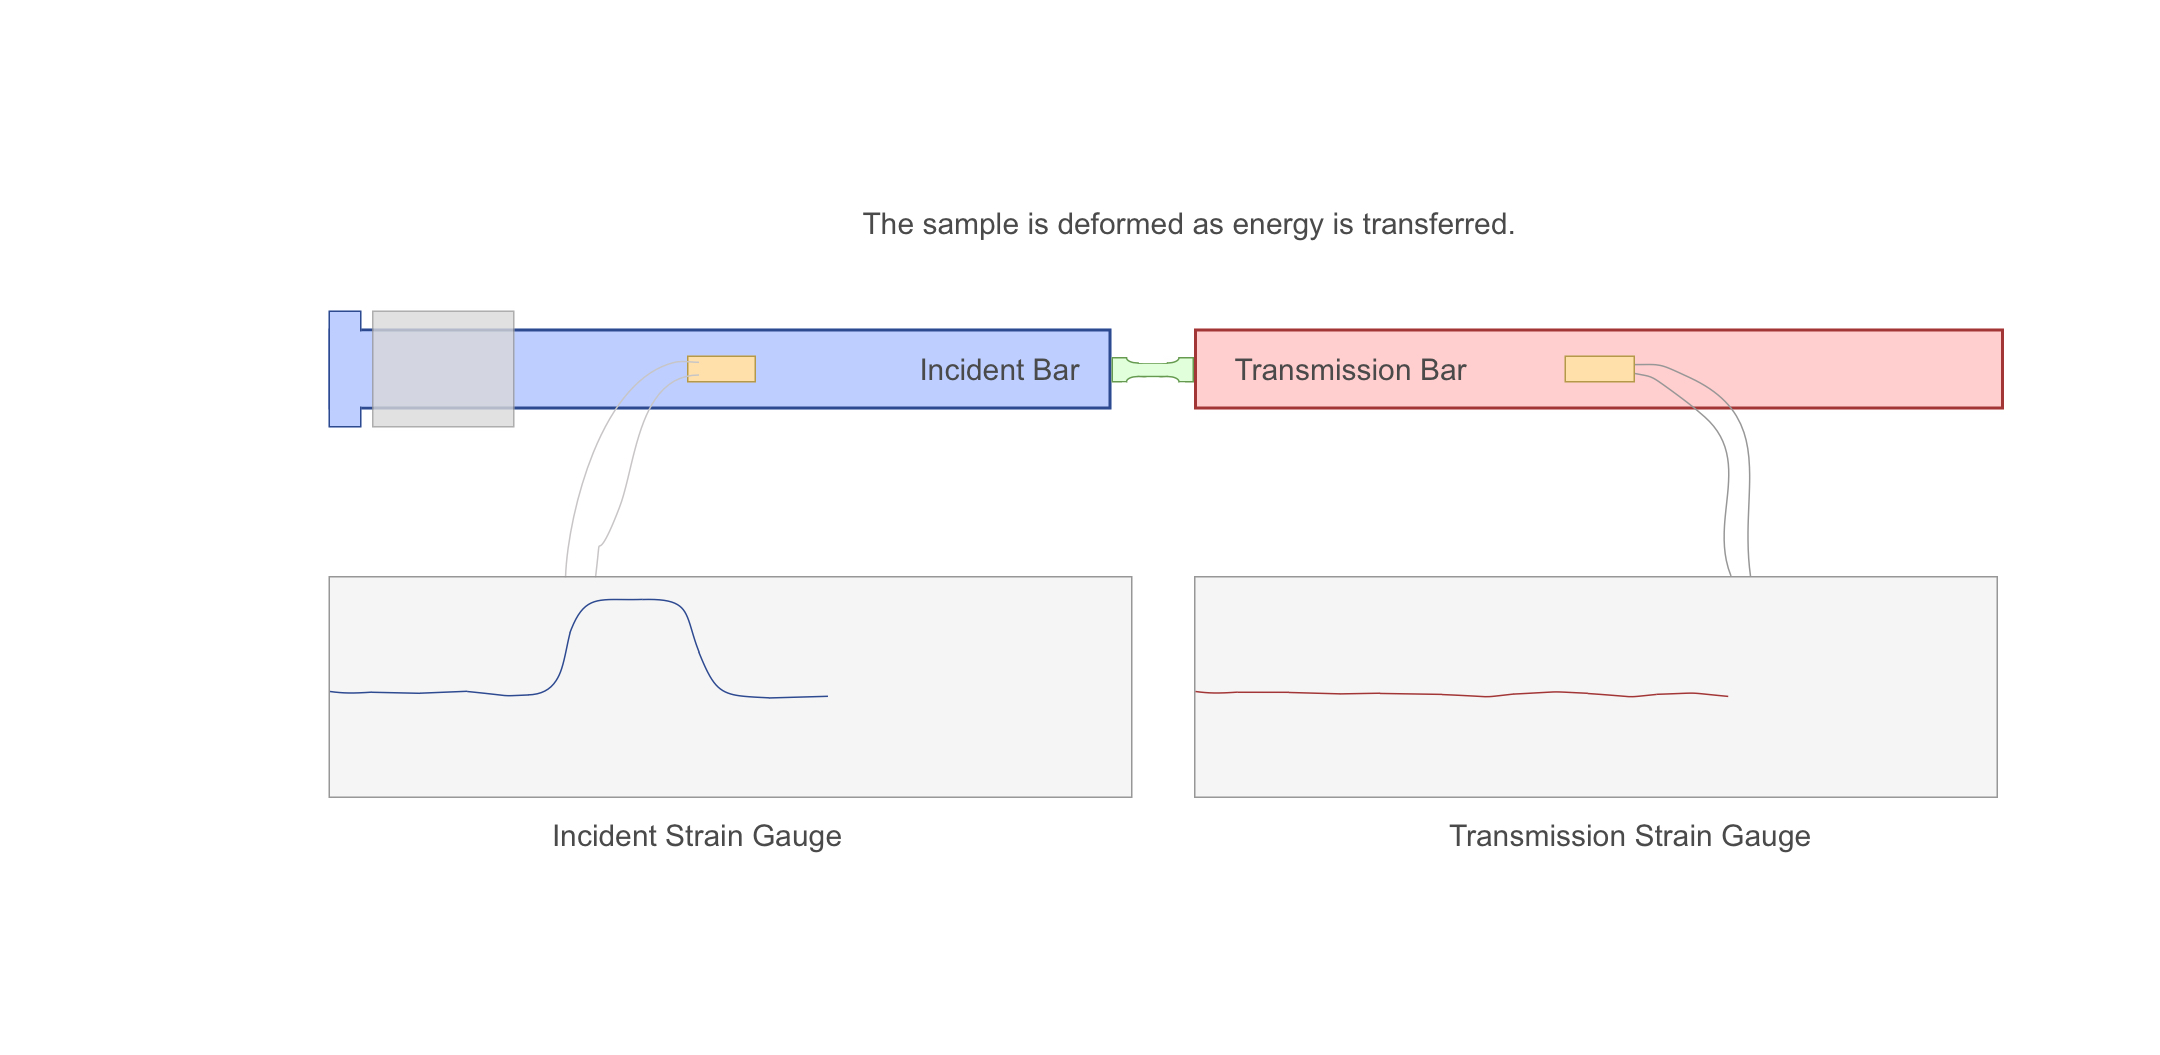 The sample is deformed as energy is transferred.
Incident Bar
Transmission Bar
Incident Strain Gauge
Transmission Strain Gauge